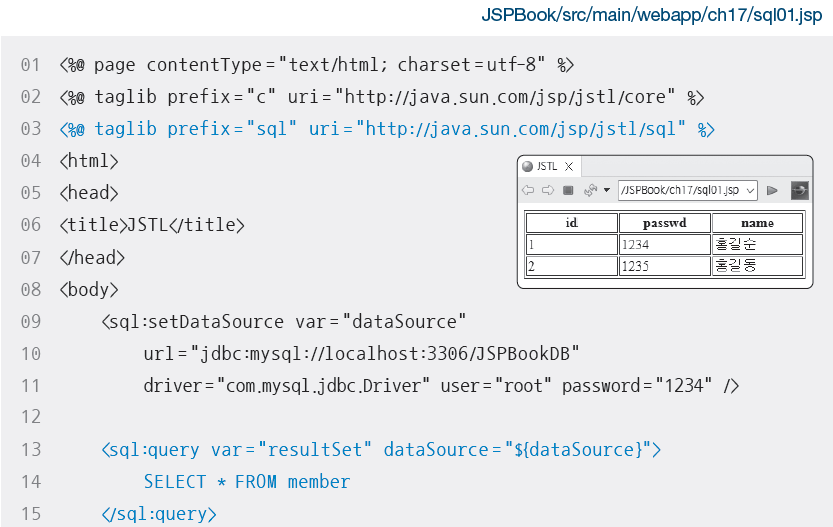 JSPBook/src/main/webapp/ch17/sql01.jsp
01 <%@ page contentType="text/html; charset=utf-8" %>
02 <%@ taglib prefix="c" uri="http://java.sun.com/jsp/jstl/core" %>
03 <%@ taglib prefix="sql" uri="http://java.sun.com/jsp/jstl/sql" %>
04 <html>
05 <head>
06 <title>JSTL</title>
07 </head>
08 <body>
09 <sql:setDataSource var="dataSource"
10 url="jdbc:mysql://localhost:3306/JSPBookDB"
11 driver="com.mysql.jdbc.Driver" user="root" password="1234" />
12
13 <sql:query var="resultSet" dataSource="${dataSource}">
14 SELECT * FROM member
15 </sql:query>
JSTL
/JSPBook/ch17/sql01.jsp
id passwd name
1 1234 홍길순
2 1235 홍길동